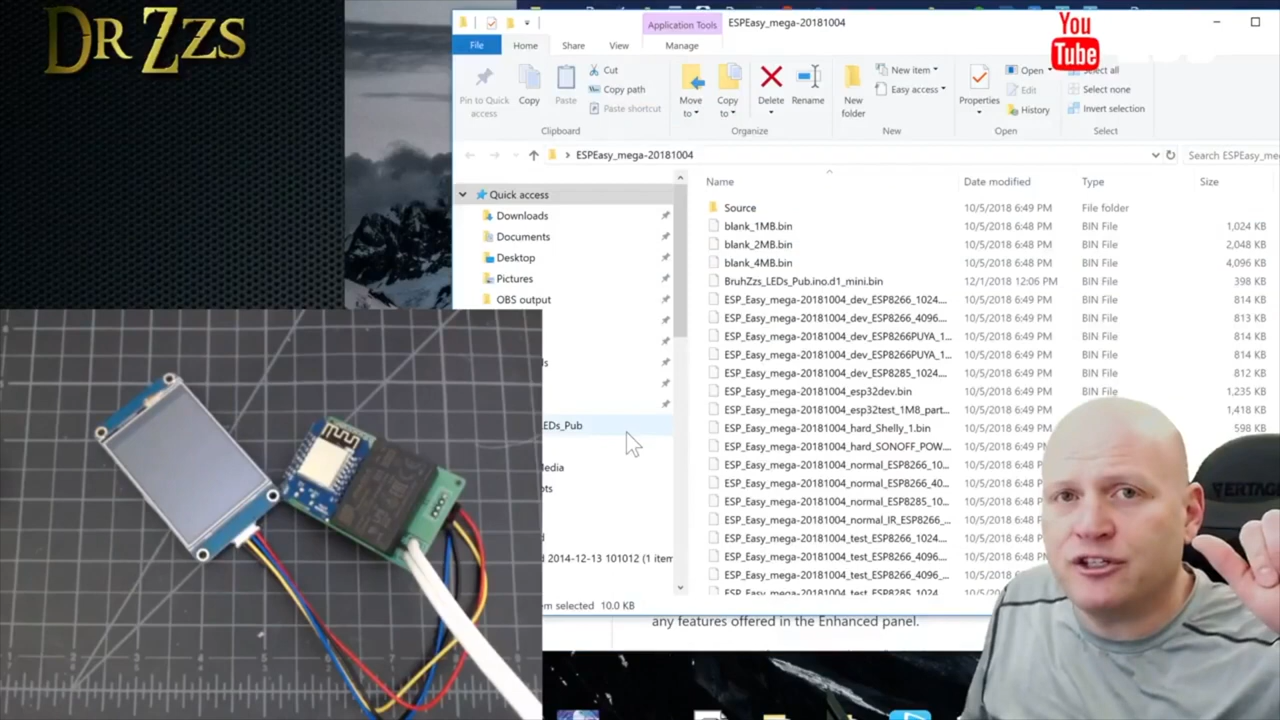 DR ZZS
Application Tools
ESPEasy_mega-20181004
You
Tube
File
Home
Share
View
Manage
Pin to Quick
access
Copy
Paste
Cut
Copy path
Paste shortcut
Clipboard
Move
to
Copy
to
Delete
Rename
Organize
New
folder
New item
Easy access
New
Properties
Open
Edit
History
Open
Select all
Select none
Invert selection
Select
ESPEasy_mega-20181004
Search ESPEasy_me
Quick access
Downloads
Documents
Desktop
Pictures
OBS output
EDs_Pub
edia
d 2014-12-13 101012 (1 item
em selected 10.0 KB
Name Date modified Type Size
Source 10/5/2018 6:49 PM File folder
blank_1MB.bin 10/5/2018 6:48 PM BIN File 1,024 KB
blank_2MB.bin 10/5/2018 6:48 PM BIN File 2,048 KB
blank_4MB.bin 10/5/2018 6:48 PM BIN File 4,096 KB
BruhZzs_LEDs_Pub.ino.d1_mini.bin 12/1/2018 12:06 PM BIN File 398 KB
ESP_Easy_mega-20181004_dev_ESP8266_1024.... 10/5/2018 6:49 PM BIN File 814 KB
ESP_Easy_mega-20181004_dev_ESP8266_4096.... 10/5/2018 6:49 PM BIN File 813 KB
ESP_Easy_mega-20181004_dev_ESP8266PUYA_1... 10/5/2018 6:49 PM BIN File 814 KB
ESP_Easy_mega-20181004_dev_ESP8266PUYA_1... 10/5/2018 6:49 PM BIN File 814 KB
ESP_Easy_mega-20181004_dev_ESP8285_1024.... 10/5/2018 6:49 PM BIN File 812 KB
ESP_Easy_mega-20181004_esp32dev.bin 10/5/2018 6:49 PM BIN File 1,235 KB
ESP_Easy_mega-20181004_esp32test_1M8_part... 10/5/2018 6:49 PM BIN File 1,418 KB
ESP_Easy_mega-20181004_hard_Shelly_1.bin 10/5/2018 6:49 PM BIN File 598 KB
ESP_Easy_mega-20181004_hard_SONOFF_POW... 10/5/2018 6:49 PM
ESP_Easy_mega-20181004_normal_ESP8266_10... 10/5/2018 6:48 PM
ESP_Easy_mega-20181004_normal_ESP8266_40... 10/5/2018 6:48 PM
ESP_Easy_mega-20181004_normal_ESP8285_10... 10/5/2018 6:49 PM
ESP_Easy_mega-20181004_normal_IR_ESP8266_... 10/5/2018 6:48 PM
ESP_Easy_mega-20181004_test_ESP8266_1024... 10/5/2018 6:48 PM
ESP_Easy_mega-20181004_test_ESP8266_4096... 10/5/2018 6:48 PM
ESP_Easy_mega-20181004_test_ESP8266_4096_... 10/5/2018
ESP_Easy_mega-20181004_test_ESP8285_1024... 10/5/2018
any features offered in the Enhanced panel.
VERTAGEAR